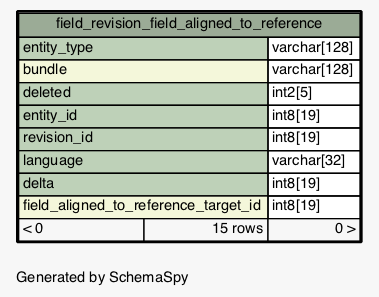 field_revision_field_aligned_to_reference
entity_type varchar[128]
bundle varchar[128]
deleted int2[5]
entity_id int8[19]
revision_id int8[19]
language varchar[32]
delta int8[19]
field_aligned_to_reference_target_id int8[19]
< 0 15 rows 0 >
Generated by SchemaSpy